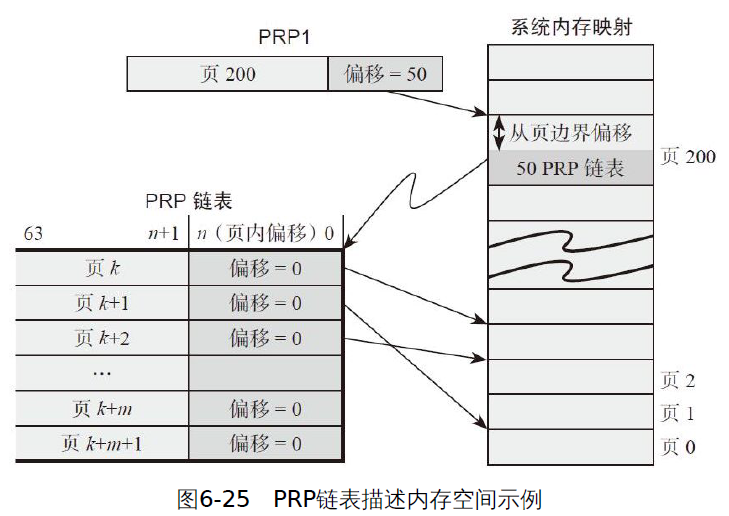 PRP1
页 200 偏移 = 50
系统内存映射
从页边界偏移
50 PRP 链表
页 200
PRP 链表
63 n+1 n（页内偏移）0
页 k 偏移 = 0
页 k+1 偏移 = 0
页 k+2 偏移 = 0
…
页 k+m 偏移 = 0
页 k+m+1 偏移 = 0
页 2
页 1
页 0
图6-25 PRP链表描述内存空间示例